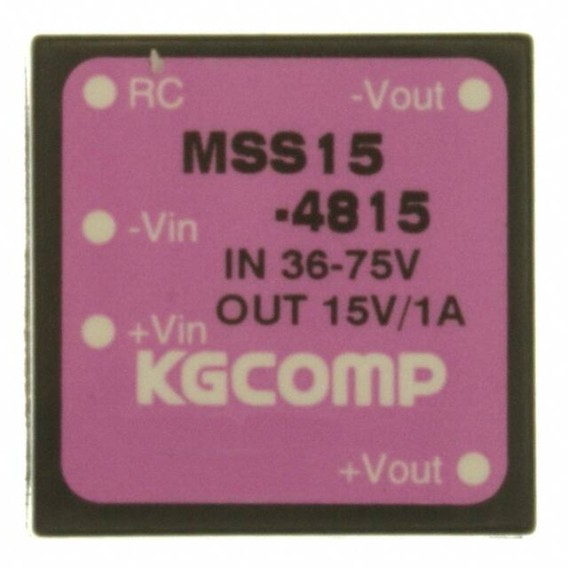 RC -Vout
MSS15
-4815
-Vin
IN 36-75V
OUT 15V/1A
+Vin
KGCOMP
+Vout